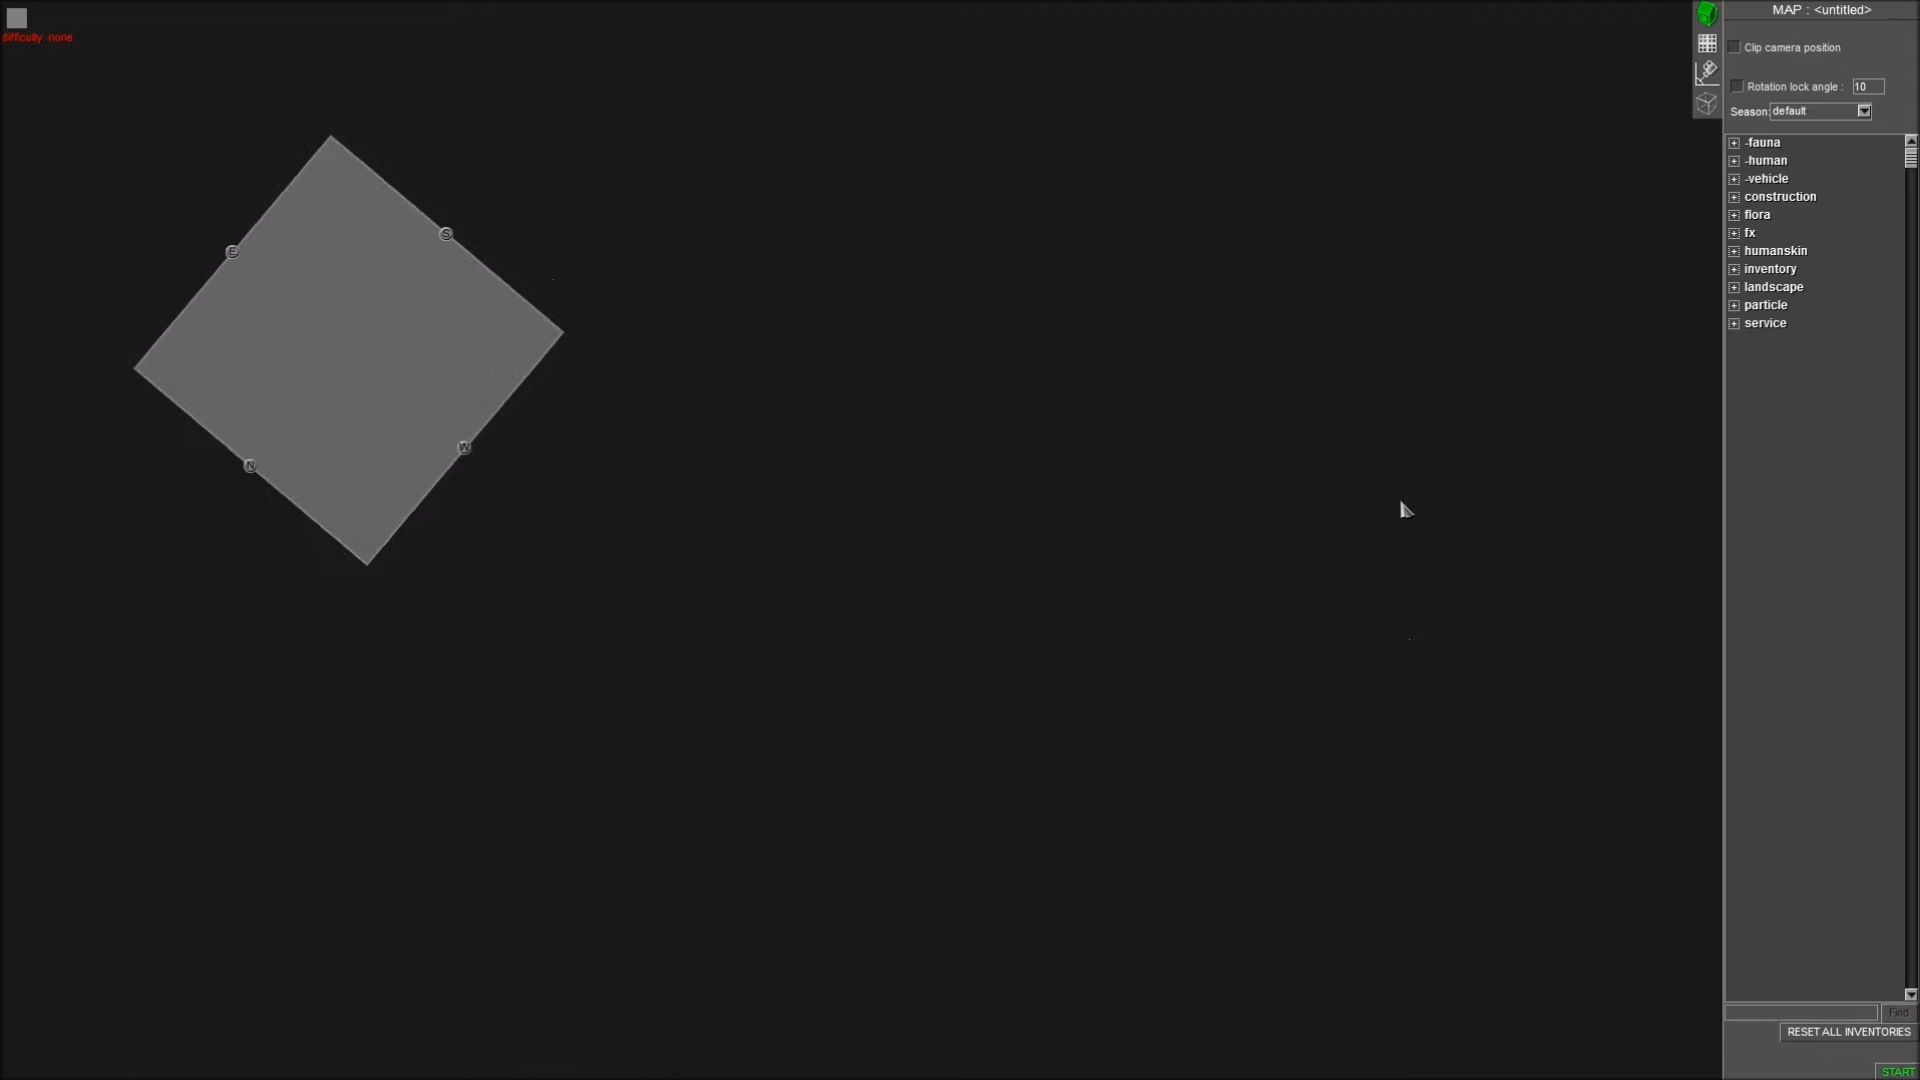 difficulty: none
E
S
N
W
MAP : <untitled>
Clip camera position
Rotation lock angle : 10
Season: default
-fauna
-human
-vehicle
construction
flora
fx
humanskin
inventory
landscape
particle
service
Find
RESET ALL INVENTORIES
START